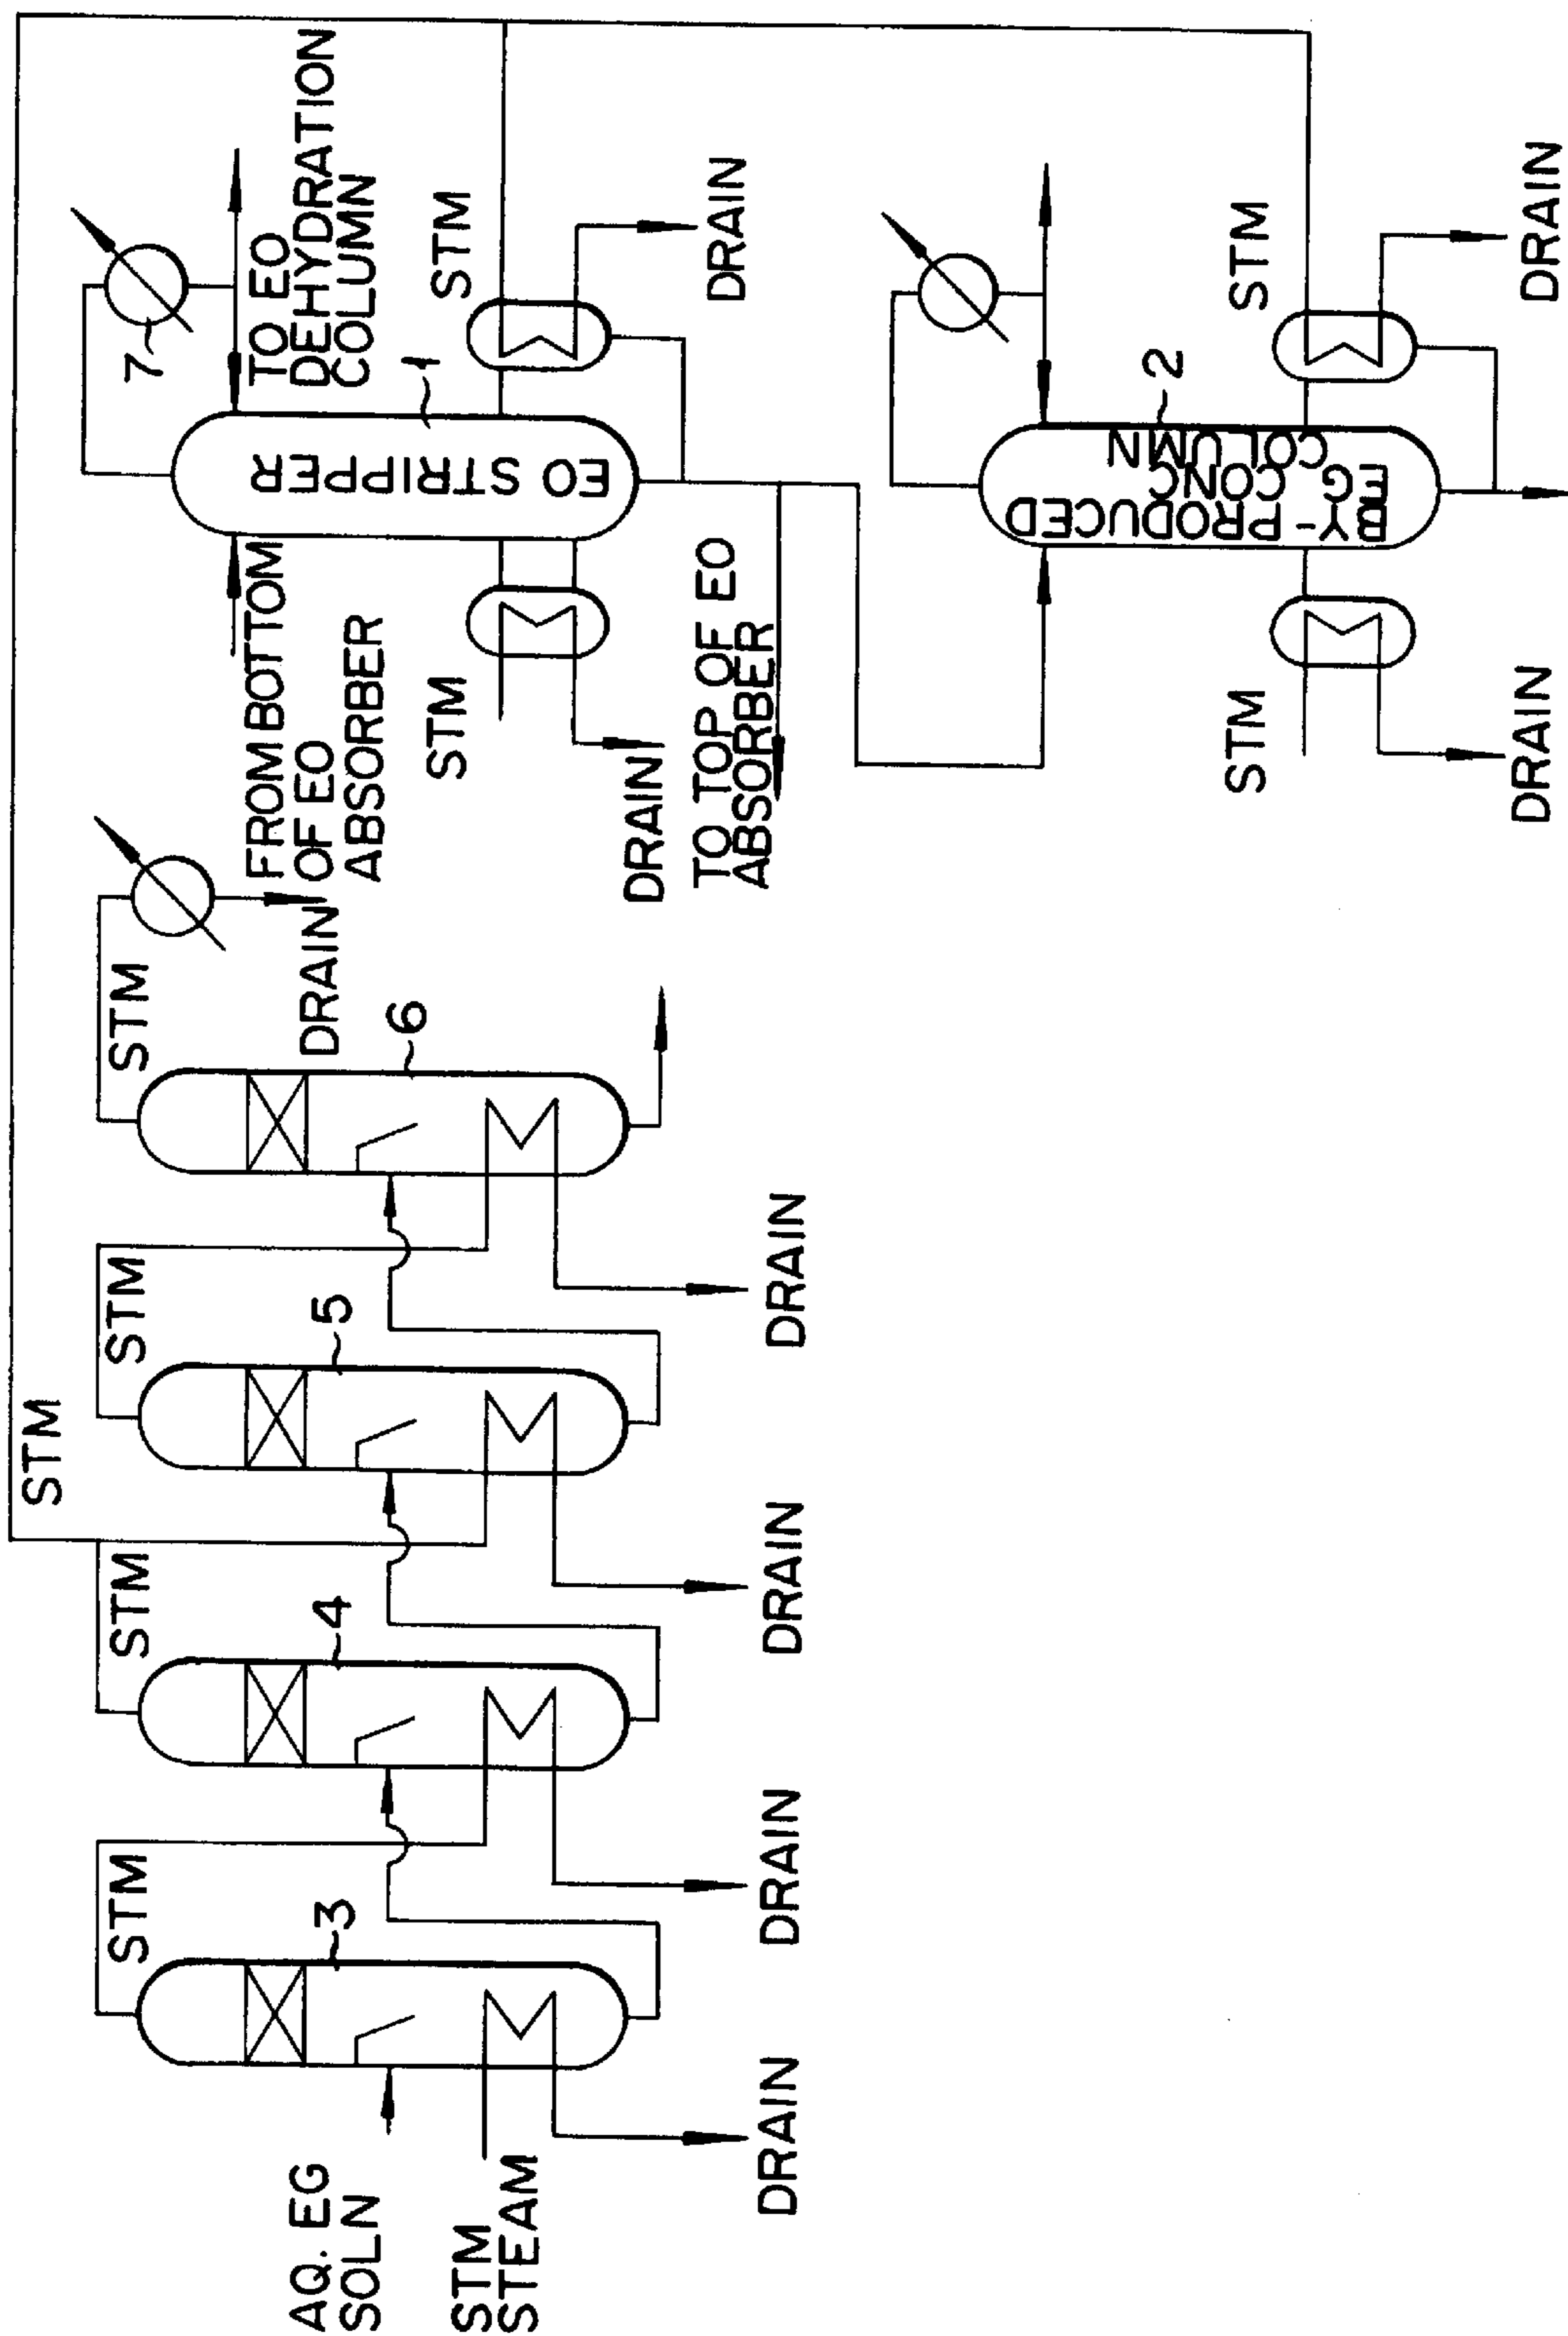 STM
STM
STM
STM
STM
3
4
5
6
AQ. EG
SOLN
STM
STEAM
DRAIN
DRAIN
DRAIN
DRAIN
DRAIN
7
TO EO
DEHYDRATION
COLUMN
FROM BOTTOM
OF EO
ABSORBER
1
EO STRIPPER
STM
STM
DRAIN
DRAIN
TO TOP OF EO
ABSORBER
2
BY-PRODUCED
EG CONC
COLUMN
STM
STM
DRAIN
DRAIN